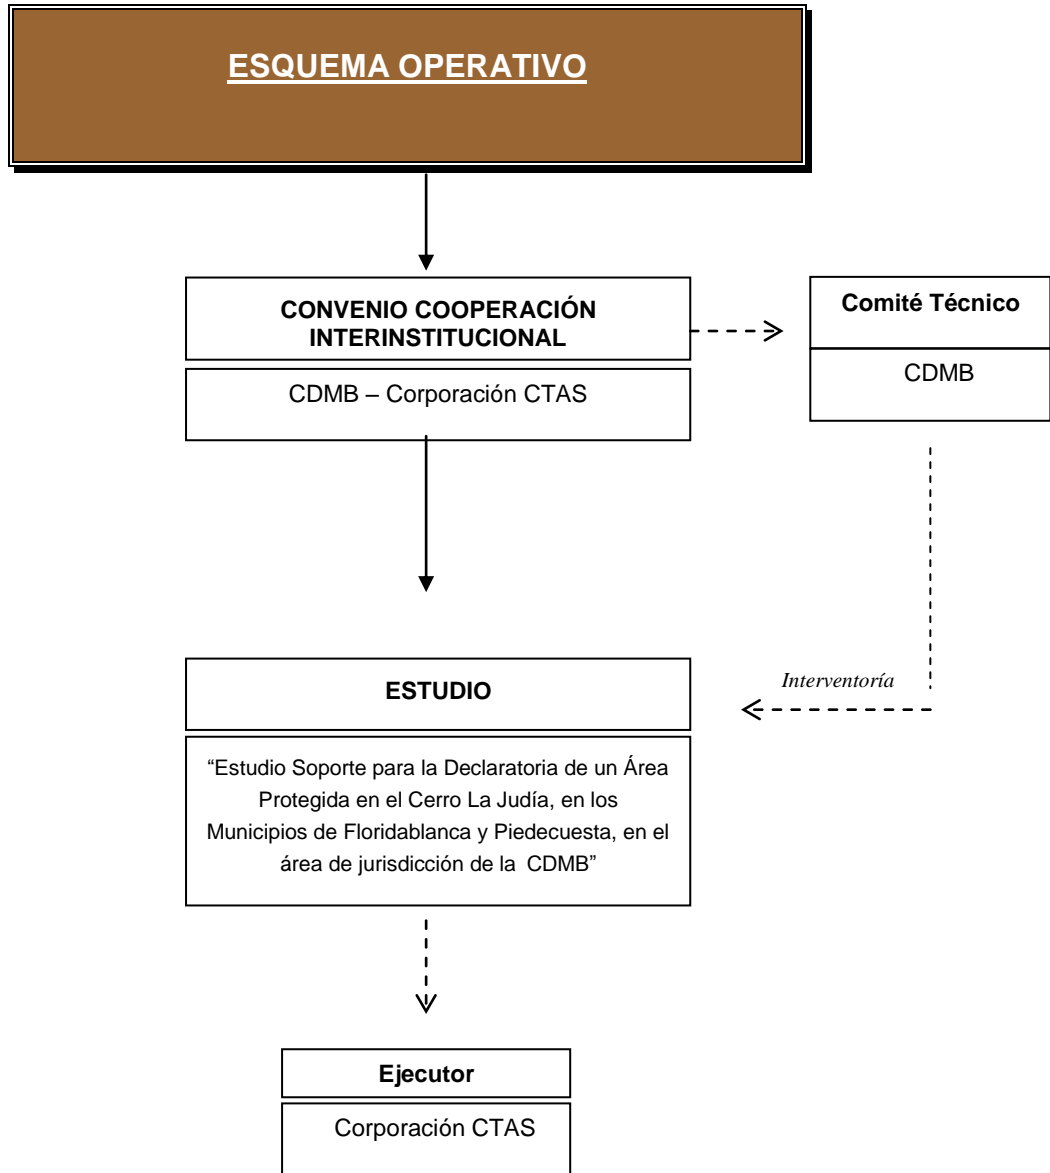 ESQUEMA OPERATIVO
CONVENIO COOPERACIÓN
INTERINSTITUCIONAL
CDMB – Corporación CTAS
Comité Técnico
CDMB
Interventoría
ESTUDIO
“Estudio Soporte para la Declaratoria de un Área
Protegida en el Cerro La Judía, en los
Municipios de Floridablanca y Piedecuesta, en el
área de jurisdicción de la CDMB”
Ejecutor
Corporación CTAS